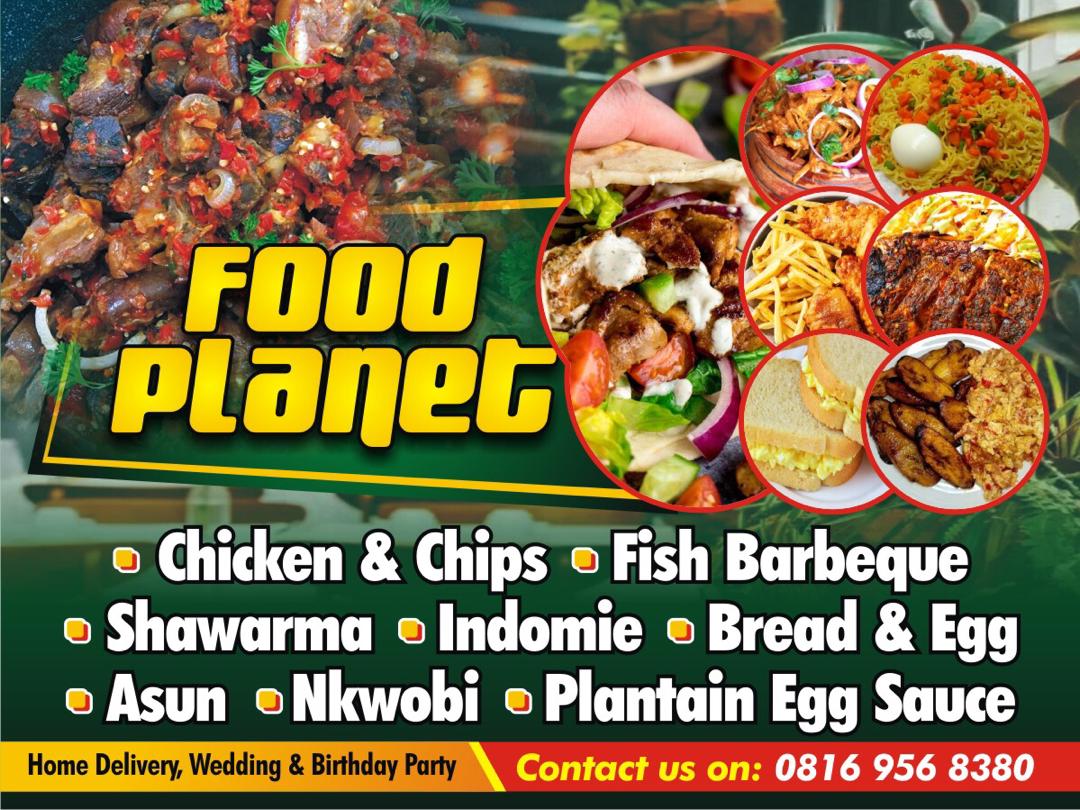 FOOD
PLANET
Chicken & Chips Fish Barbeque
Shawarma Indomie Bread & Egg
Asun Nkwobi Plantain Egg Sauce
Home Delivery, Wedding & Birthday Party Contact us on: 0816 956 8380